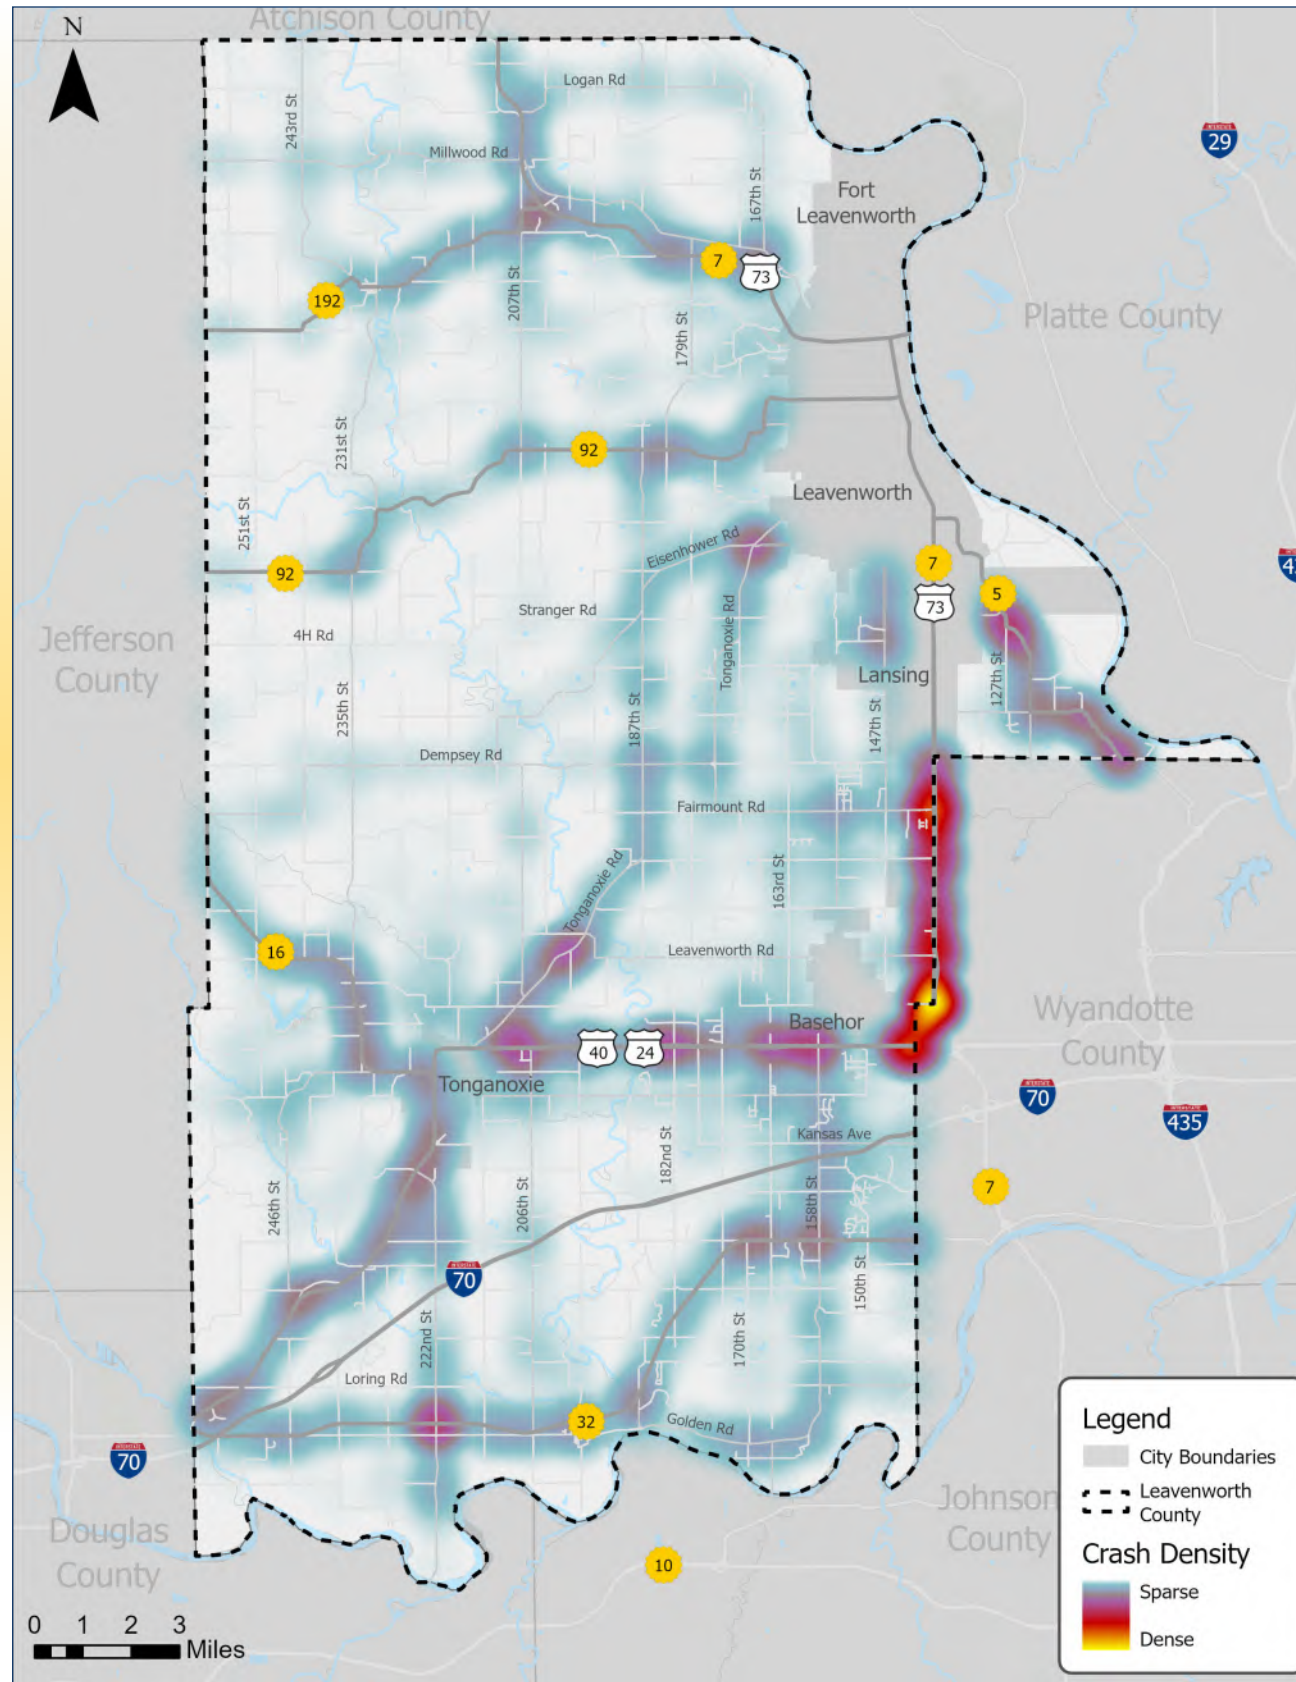 Atchison County
N
Logan Rd
243rd St
INTERSTATE
29
Millwood Rd
167th St
Fort
Leavenworth
7
73
192
207th St
179th St
Platte County
231st St
92
Leavenworth
251st St
Eisenhower Rd
7
92
5
73
Stranger Rd
4H Rd
Jefferson
County
Tonganoxie Rd
Lansing
127th St
235th St
187th St
147th St
Dempsey Rd
Fairmount Rd
163rd St
Tonganoxie Rd
16
Leavenworth Rd
Basehor
Wyandotte
County
40
24
Tonganoxie
INTERSTATE
70
INTERSTATE
435
Kansas Ave
182nd St
246th St
206th St
158th St
7
INTERSTATE
70
150th St
222nd St
170th St
Loring Rd
32
Golden Rd
INTERSTATE
70
Legend
City Boundaries
Leavenworth
County
Crash Density
Sparse
Dense
Johnson
County
Douglas
County
10
0 1 2 3
Miles